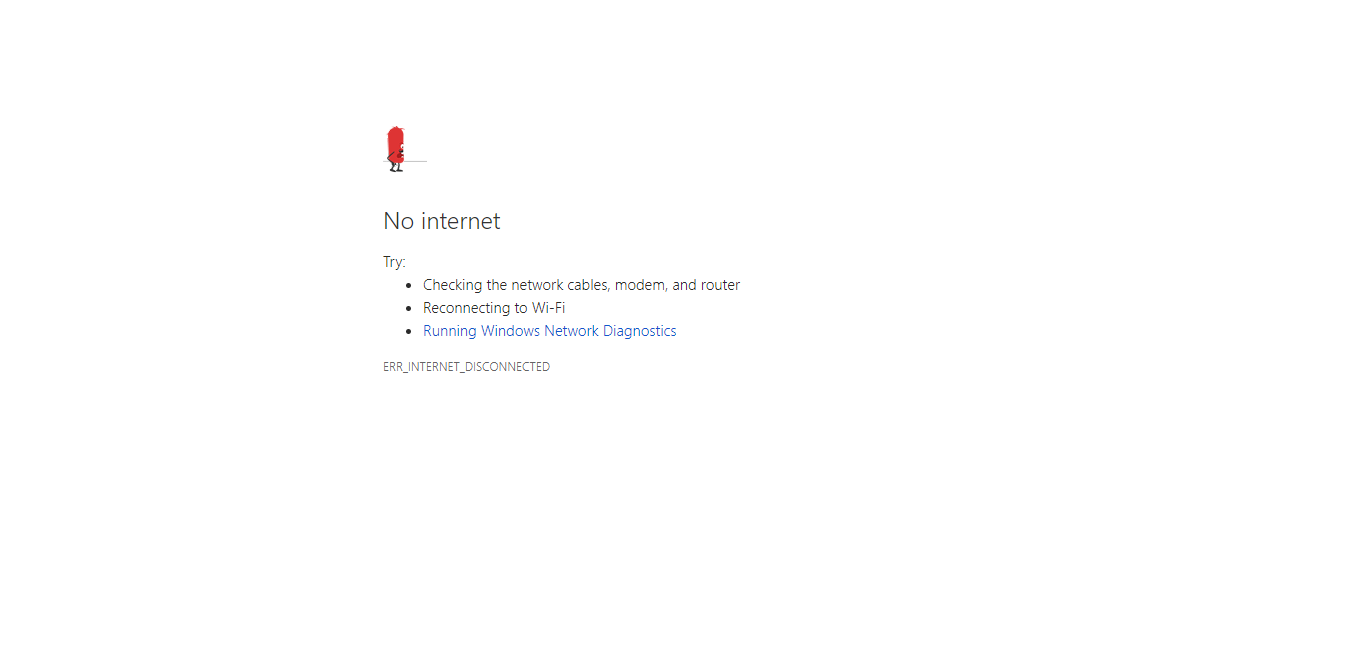 No internet
Try:
Checking the network cables, modem, and router
Reconnecting to Wi-Fi
Running Windows Network Diagnostics
ERR_INTERNET_DISCONNECTED